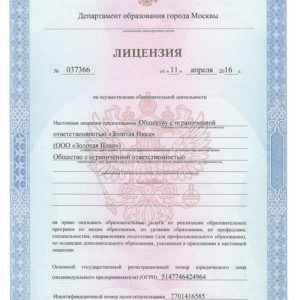 Департамент образования города Москвы
ЛИЦЕНЗИЯ
№ 037366 от « 11 » апреля 20 16 г.
на осуществление образовательной деятельности
Настоящая лицензия предоставлена Обществу с ограниченной
ответственностью «Золотая Ника»
(ООО «Золотая Ника»)
Общество с ограниченной ответственностью
на право оказывать образовательные услуги по реализации образовательных
программ по видам образования, по уровням образования, по профессиям,
специальностям, направлениям подготовки (для профессионального образования),
по подвидам дополнительного образования, указанным в приложении к настоящей
лицензии
Основной государственный регистрационный номер юридического лица
(индивидуального предпринимателя) (ОГРН) 5147746424964
Идентификационный номер налогоплательщика 7701416585